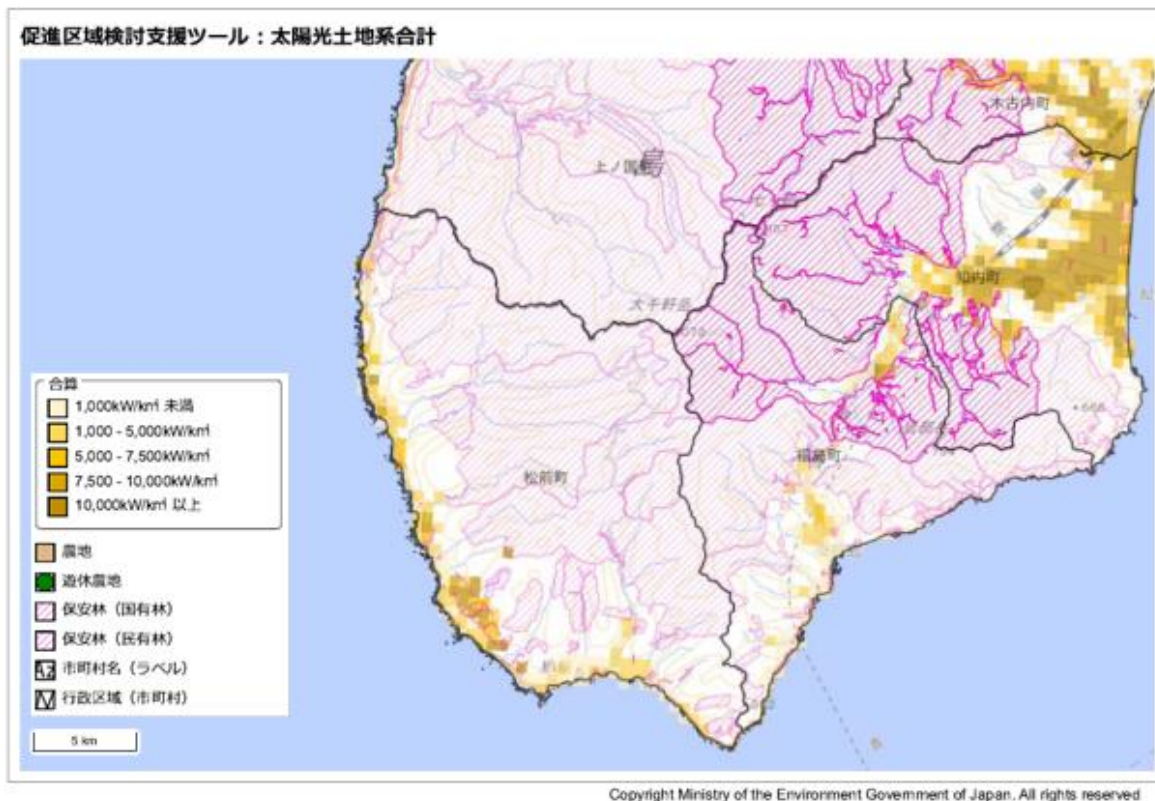 促進区域検討支援ツール：太陽光土地系合計
木古内町
上ノ国町
大千軒岳
知内町
福島町
松前町
合算
1,000kW/km² 未満
1,000 - 5,000kW/km²
5,000 - 7,500kW/km²
7,500 - 10,000kW/km²
10,000kW/km² 以上
農地
遊休農地
保安林（国有林）
保安林（民有林）
市町村名（ラベル）
行政区域（市町村）
5 km
Copyright Ministry of the Environment Government of Japan. All rights reserved